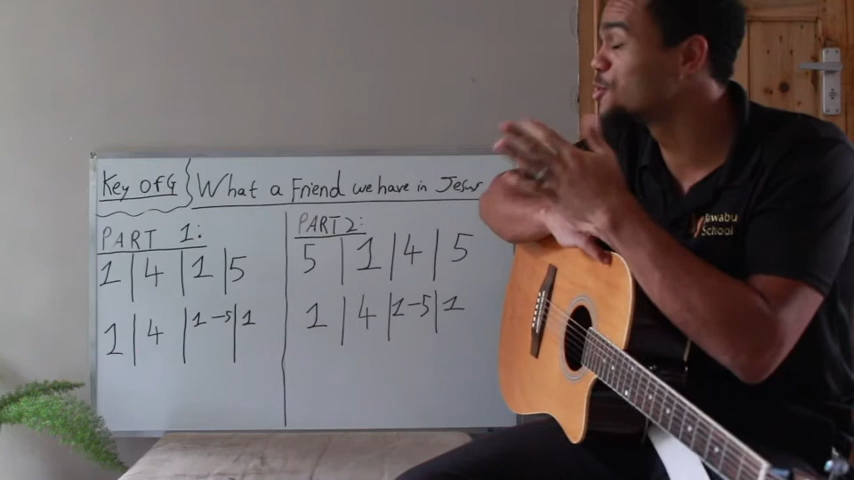 Key of G What a Friend we have in Jesus
PART 1:
1 | 4 | 1 | 5
1 | 4 | 1-5 | 1
PART 2:
5 | 1 | 4 | 5
1 | 4 | 1-5 | 1
School